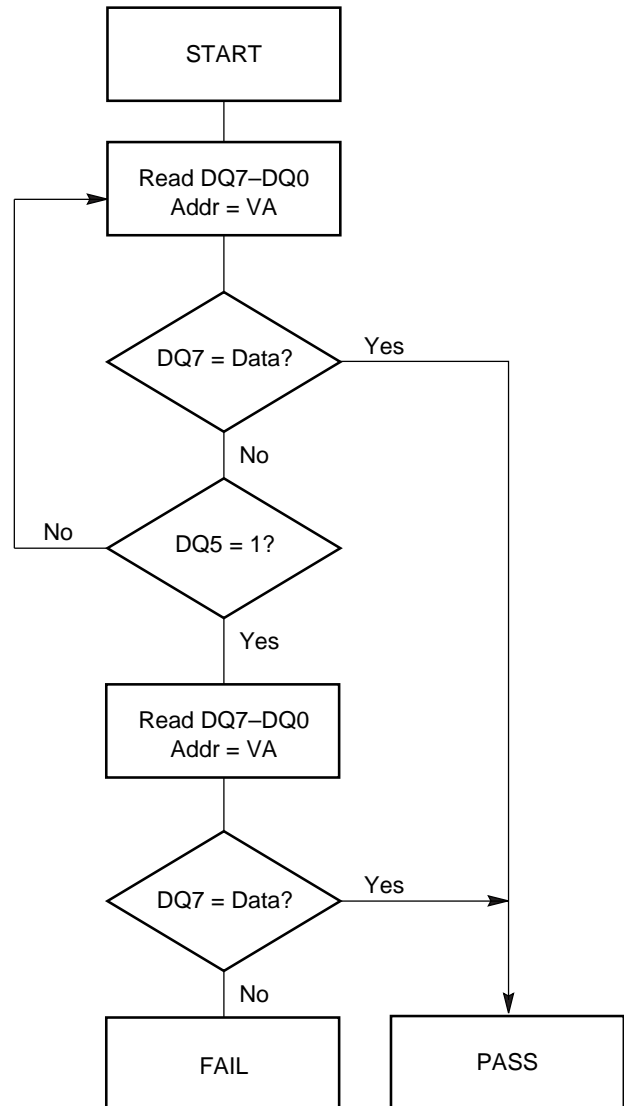 START
Read DQ7–DQ0
Addr = VA
DQ7 = Data?
Yes
No
No
DQ5 = 1?
Yes
Read DQ7–DQ0
Addr = VA
DQ7 = Data?
Yes
No
FAIL
PASS